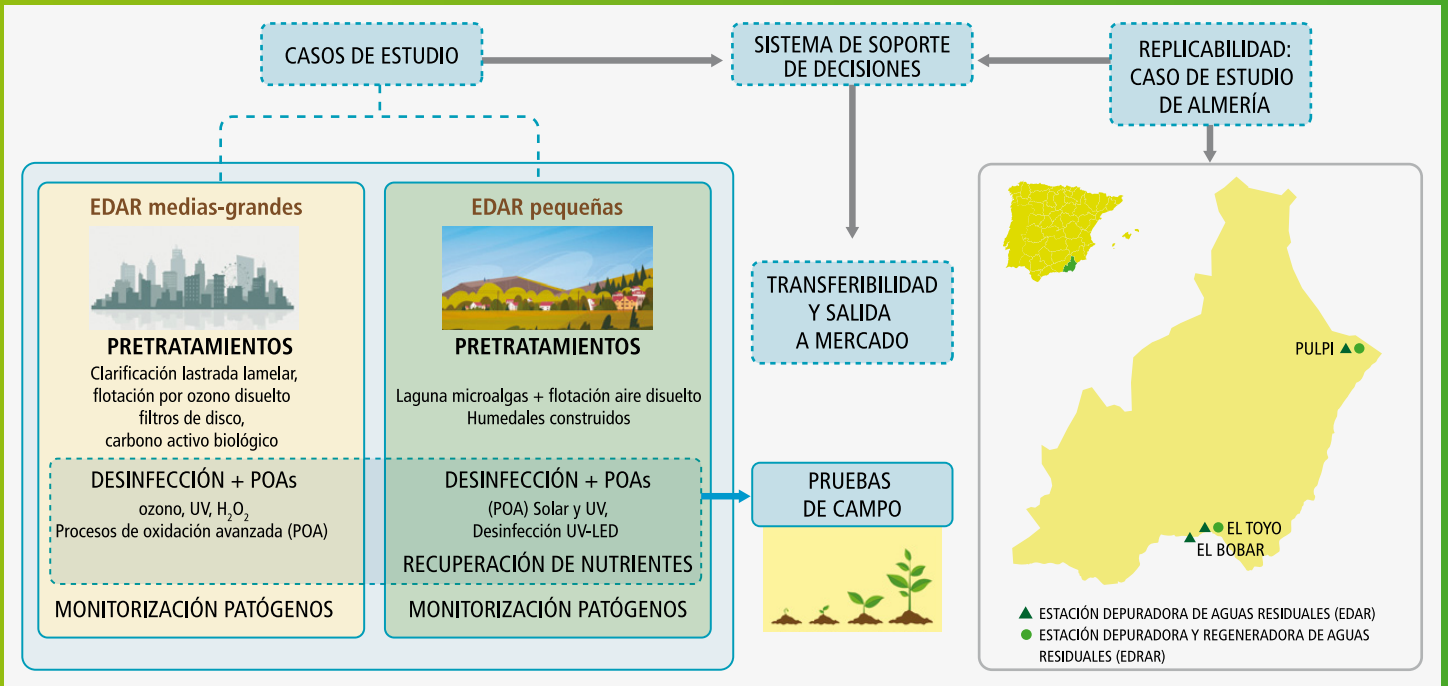 CASOS DE ESTUDIO
SISTEMA DE SOPORTE
DE DECISIONES
REPLICABILIDAD:
CASO DE ESTUDIO
DE ALMERÍA
EDAR medias-grandes
PRETRATAMIENTOS
Clarificación lastrada lamelar,
flotación por ozono disuelto
filtros de disco,
carbono activo biológico
DESINFECCIÓN + POAs
ozono, UV, H₂O₂
Procesos de oxidación avanzada (POA)
MONITORIZACIÓN PATÓGENOS
EDAR pequeñas
PRETRATAMIENTOS
Laguna microalgas + flotación aire disuelto
Humedales construidos
DESINFECCIÓN + POAs
(POA) Solar y UV,
Desinfección UV-LED
RECUPERACIÓN DE NUTRIENTES
MONITORIZACIÓN PATÓGENOS
TRANSFERIBILIDAD
Y SALIDA
A MERCADO
PRUEBAS
DE CAMPO
PULPI
EL TOYO
EL BOBAR
ESTACIÓN DEPURADORA DE AGUAS RESIDUALES (EDAR)
ESTACIÓN DEPURADORA Y REGENERADORA DE AGUAS
RESIDUALES (EDRAR)